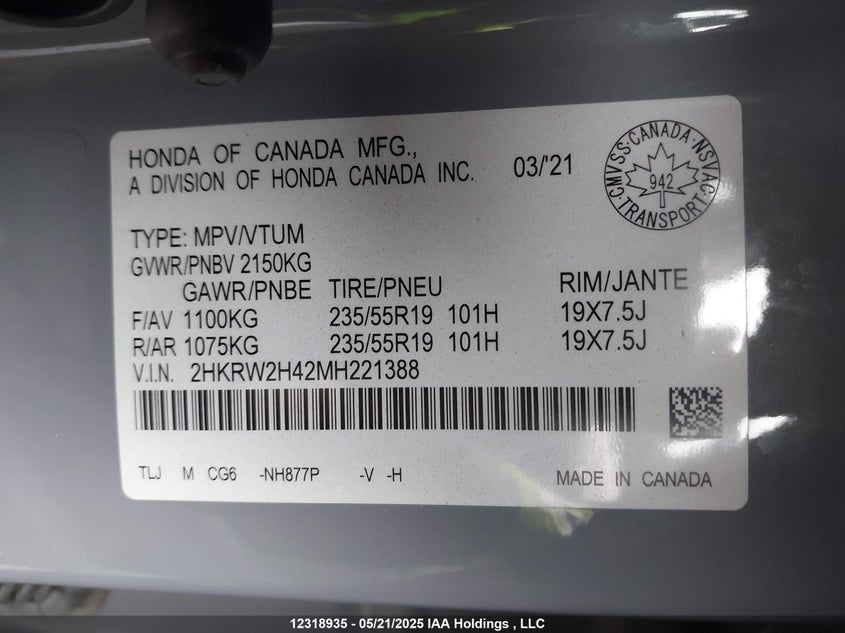 HONDA OF CANADA MFG.,
A DIVISION OF HONDA CANADA INC. 03/'21
CMVSS · CANADA · NSVAC · TRANSPORT
942
TYPE: MPV/VTUM
GVWR/PNBV 2150KG
GAWR/PNBE TIRE/PNEU RIM/JANTE
F/AV 1100KG 235/55R19 101H 19X7.5J
R/AR 1075KG 235/55R19 101H 19X7.5J
V.I.N. 2HKRW2H42MH221388
TLJ M CG6 -NH877P -V -H MADE IN CANADA
12318935 - 05/21/2025 IAA Holdings , LLC